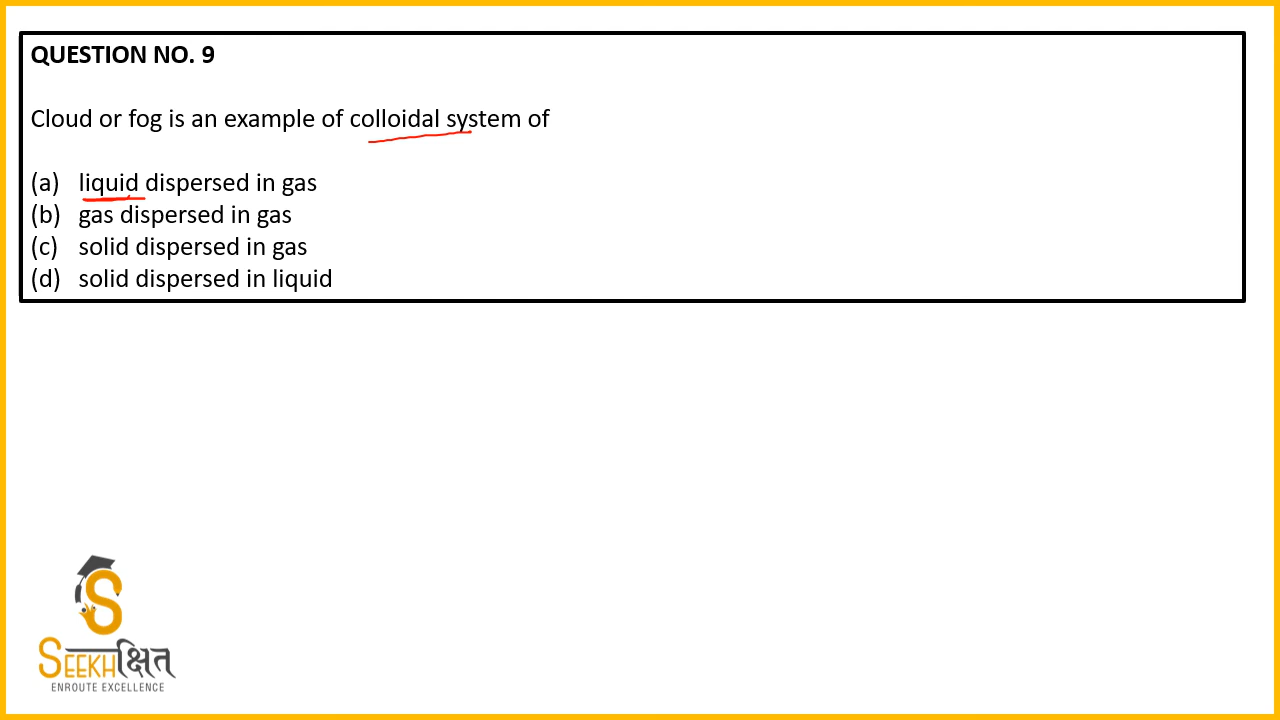 QUESTION NO. 9
Cloud or fog is an example of colloidal system of
(a) liquid dispersed in gas
(b) gas dispersed in gas
(c) solid dispersed in gas
(d) solid dispersed in liquid
S
SEEKHक्षित
ENROUTE EXCELLENCE